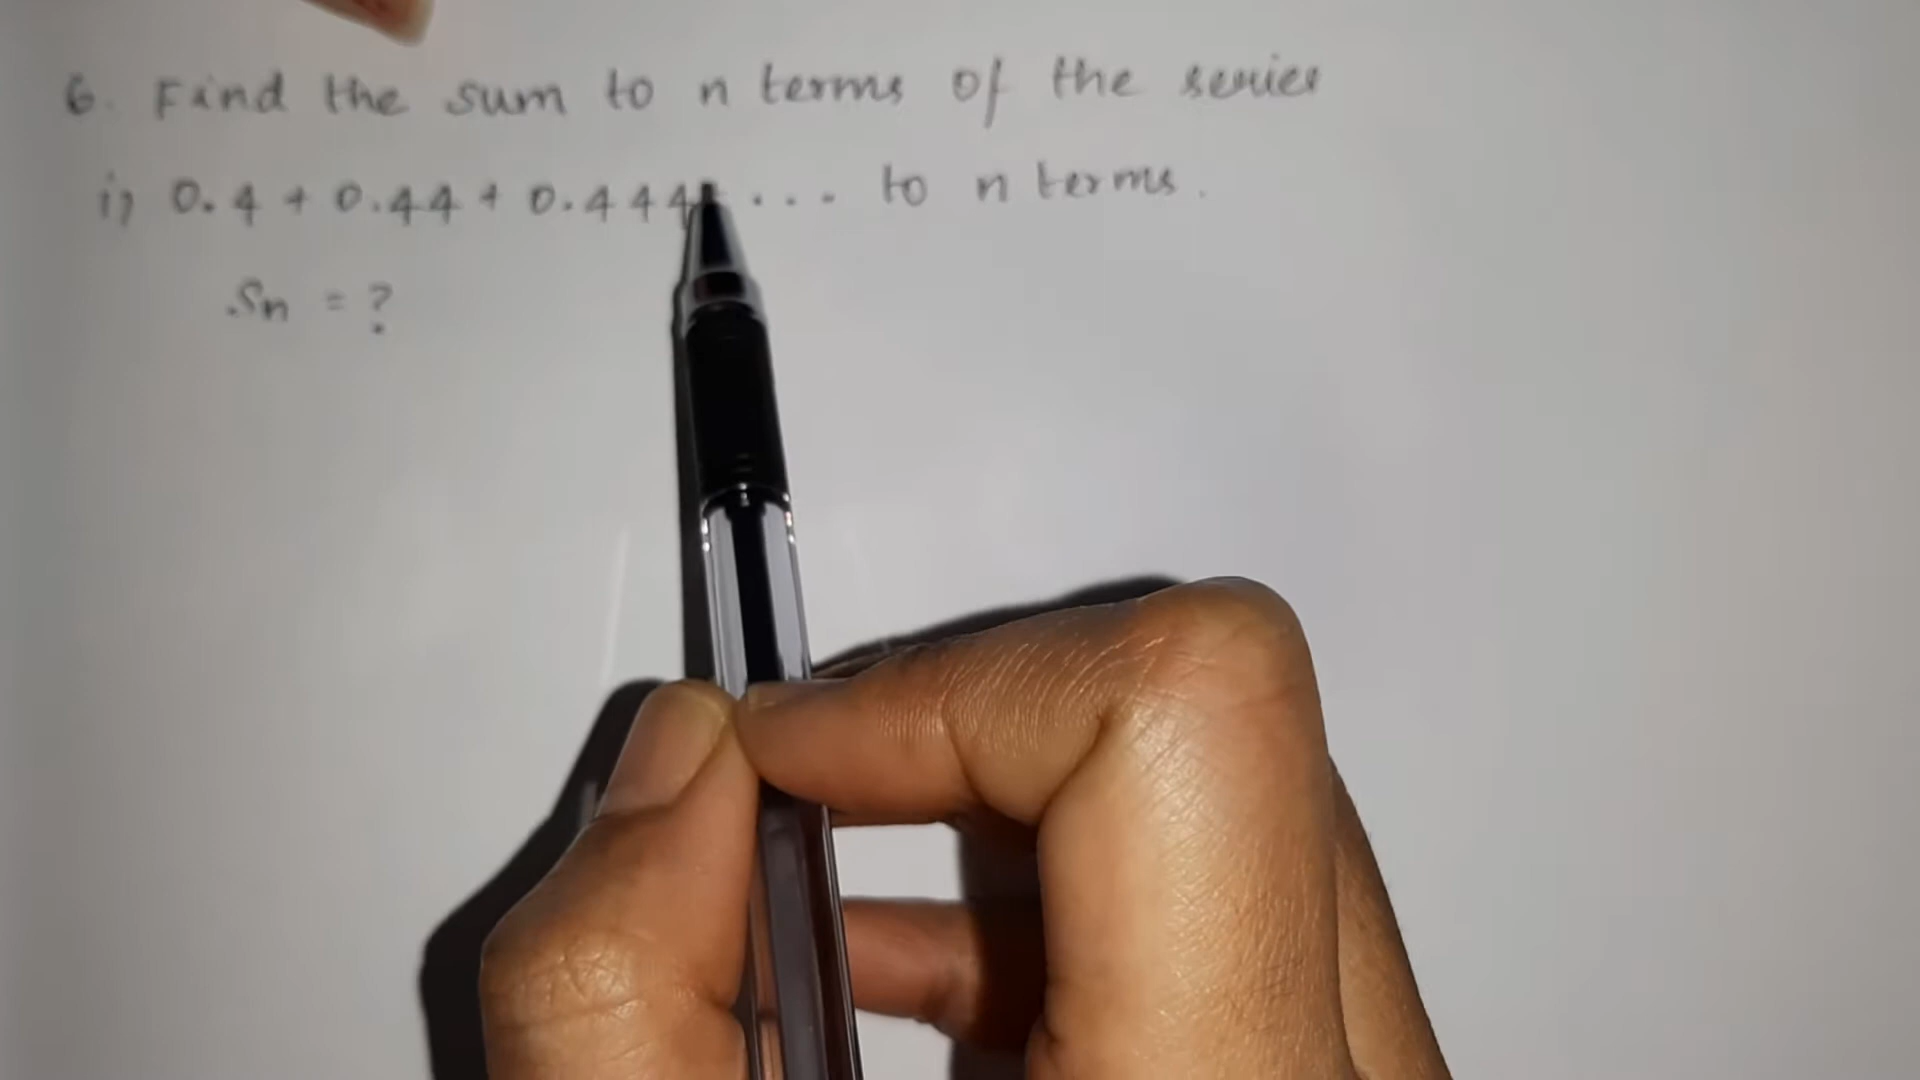 6. Find the sum to n terms of the series
i) 0.4 + 0.44 + 0.444+ ... to n terms.
Sn = ?